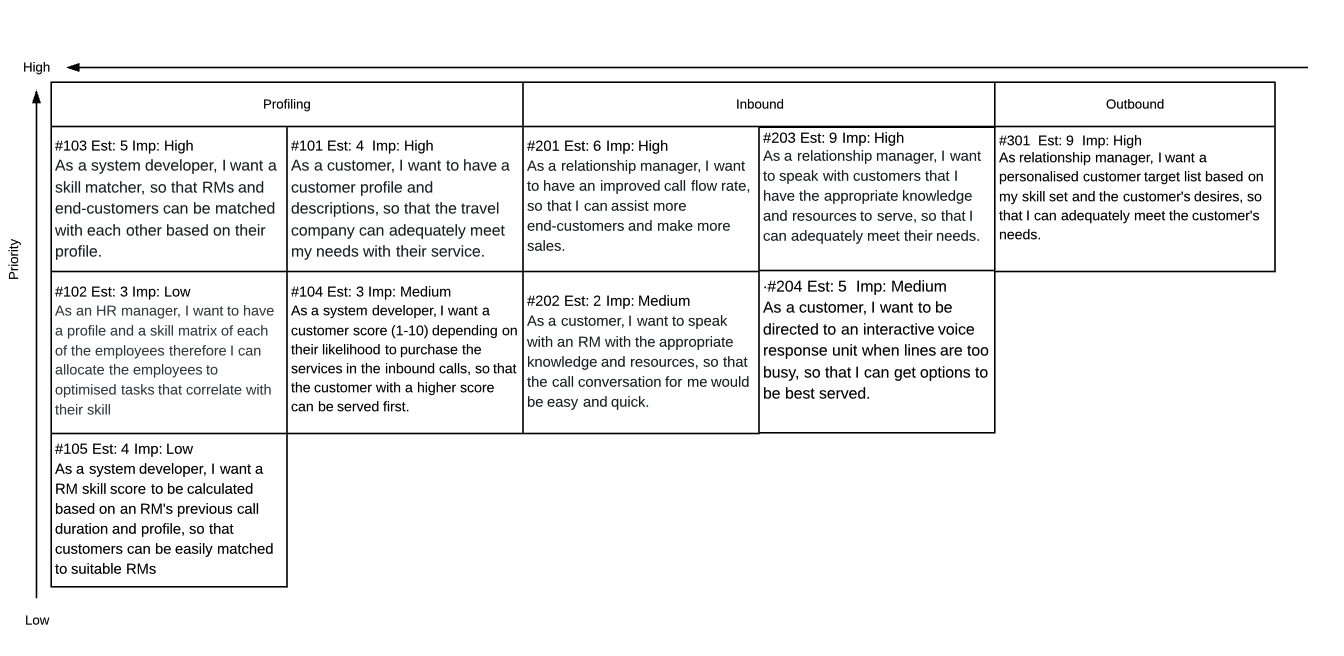 High
Priority
Low
Profiling
Inbound
Outbound
#103 Est: 5 Imp: High
As a system developer, I want a
skill matcher, so that RMs and
end-customers can be matched
with each other based on their
profile.
#101 Est: 4  Imp: High
As a customer, I want to have a
customer profile and
descriptions, so that the travel
company can adequately meet
my needs with their service.
#201 Est: 6 Imp: High
As a relationship manager, I want
to have an improved call flow rate,
so that I can assist more
end-customers and make more
sales.
#203 Est: 9 Imp: High
As a relationship manager, I want
to speak with customers that I
have the appropriate knowledge
and resources to serve, so that I
can adequately meet their needs.
#301  Est: 9  Imp: High
As relationship manager, I want a
personalised customer target list based on
my skill set and the customer's desires, so
that I can adequately meet the customer's
needs.
#102 Est: 3 Imp: Low
As an HR manager, I want to have
a profile and a skill matrix of each
of the employees therefore I can
allocate the employees to
optimised tasks that correlate with
their skill
#104 Est: 3 Imp: Medium
As a system developer, I want a
customer score (1-10) depending on
their likelihood to purchase the
services in the inbound calls, so that
the customer with a higher score
can be served first.
#202 Est: 2 Imp: Medium
As a customer, I want to speak
with an RM with the appropriate
knowledge and resources, so that
the call conversation for me would
be easy and quick.
·#204 Est: 5  Imp: Medium
As a customer, I want to be
directed to an interactive voice
response unit when lines are too
busy, so that I can get options to
be best served.
#105 Est: 4 Imp: Low
As a system developer, I want a
RM skill score to be calculated
based on an RM's previous call
duration and profile, so that
customers can be easily matched
to suitable RMs